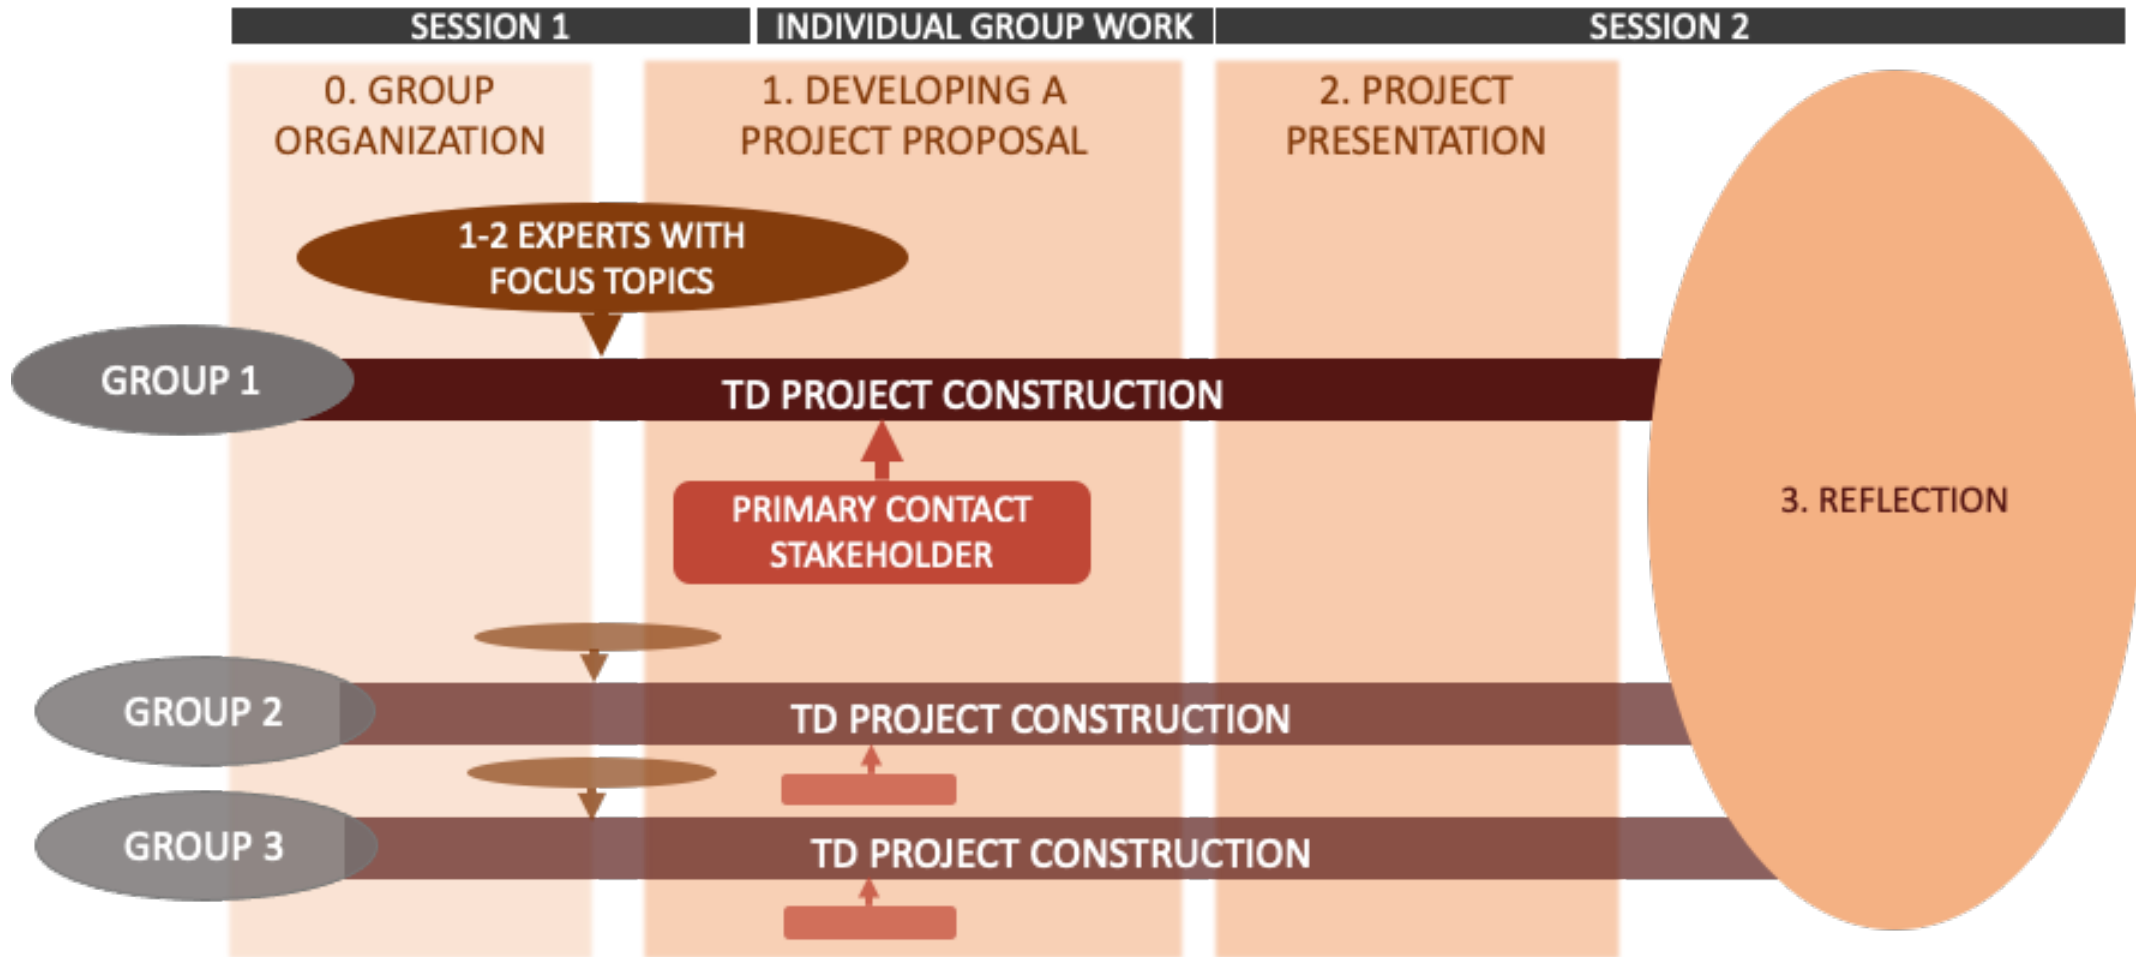 SESSION 1
INDIVIDUAL GROUP WORK
SESSION 2
0. GROUP
ORGANIZATION
1. DEVELOPING A
PROJECT PROPOSAL
2. PROJECT
PRESENTATION
1-2 EXPERTS WITH
FOCUS TOPICS
GROUP 1
TD PROJECT CONSTRUCTION
PRIMARY CONTACT
STAKEHOLDER
3. REFLECTION
GROUP 2
TD PROJECT CONSTRUCTION
GROUP 3
TD PROJECT CONSTRUCTION